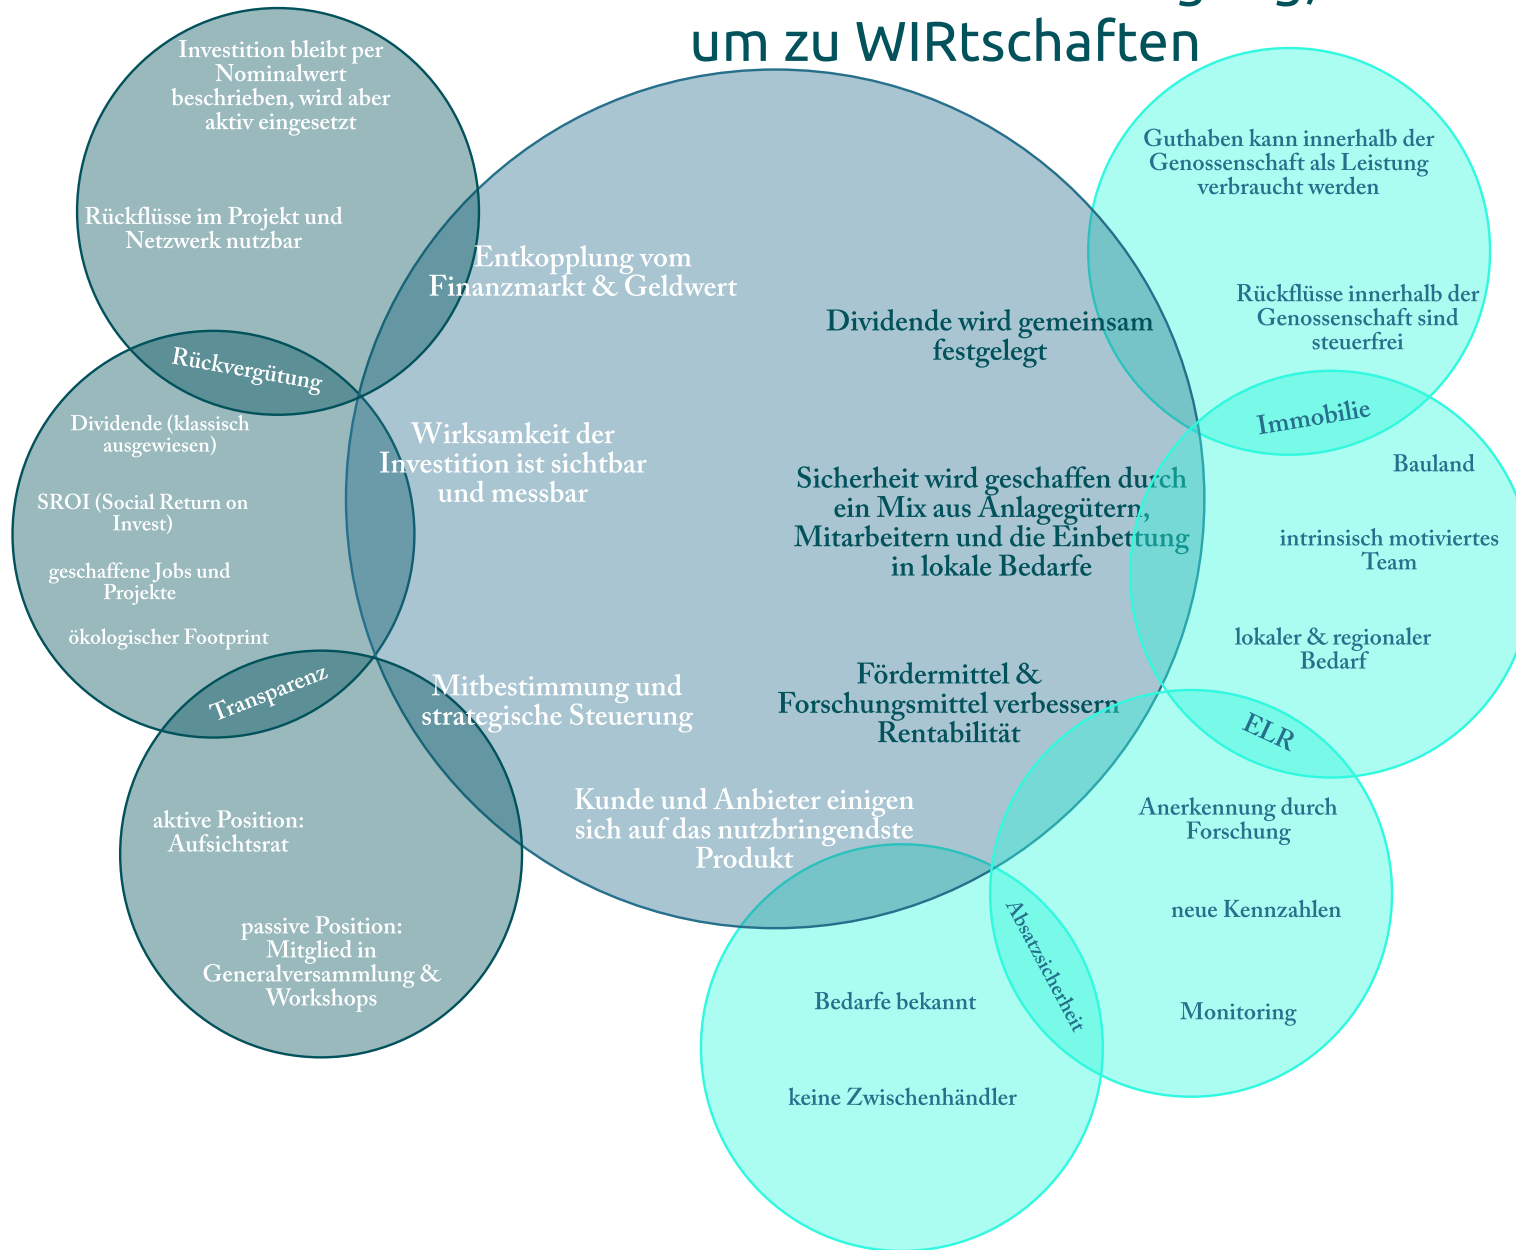 um zu WIRtschaften
Investition bleibt per
Nominalwert
beschrieben, wird aber
aktiv eingesetzt
Rückflüsse im Projekt und
Netzwerk nutzbar
Rückvergütung
Dividende (klassisch
ausgewiesen)
SROI (Social Return on
Invest)
geschaffene Jobs und
Projekte
ökologischer Footprint
Transparenz
aktive Position:
Aufsichtsrat
passive Position:
Mitglied in
Generalversammlung &
Workshops
Entkopplung vom
Finanzmarkt & Geldwert
Wirksamkeit der
Investition ist sichtbar
und messbar
Mitbestimmung und
strategische Steuerung
Kunde und Anbieter einigen
sich auf das nutzbringendste
Produkt
Dividende wird gemeinsam
festgelegt
Sicherheit wird geschaffen durch
ein Mix aus Anlagegütern,
Mitarbeitern und die Einbettung
in lokale Bedarfe
Fördermittel &
Forschungsmittel verbessern
Rentabilität
Guthaben kann innerhalb der
Genossenschaft als Leistung
verbraucht werden
Rückflüsse innerhalb der
Genossenschaft sind
steuerfrei
Immobilie
Bauland
intrinsisch motiviertes
Team
lokaler & regionaler
Bedarf
ELR
Anerkennung durch
Forschung
neue Kennzahlen
Monitoring
Absatzsicherheit
Bedarfe bekannt
keine Zwischenhändler